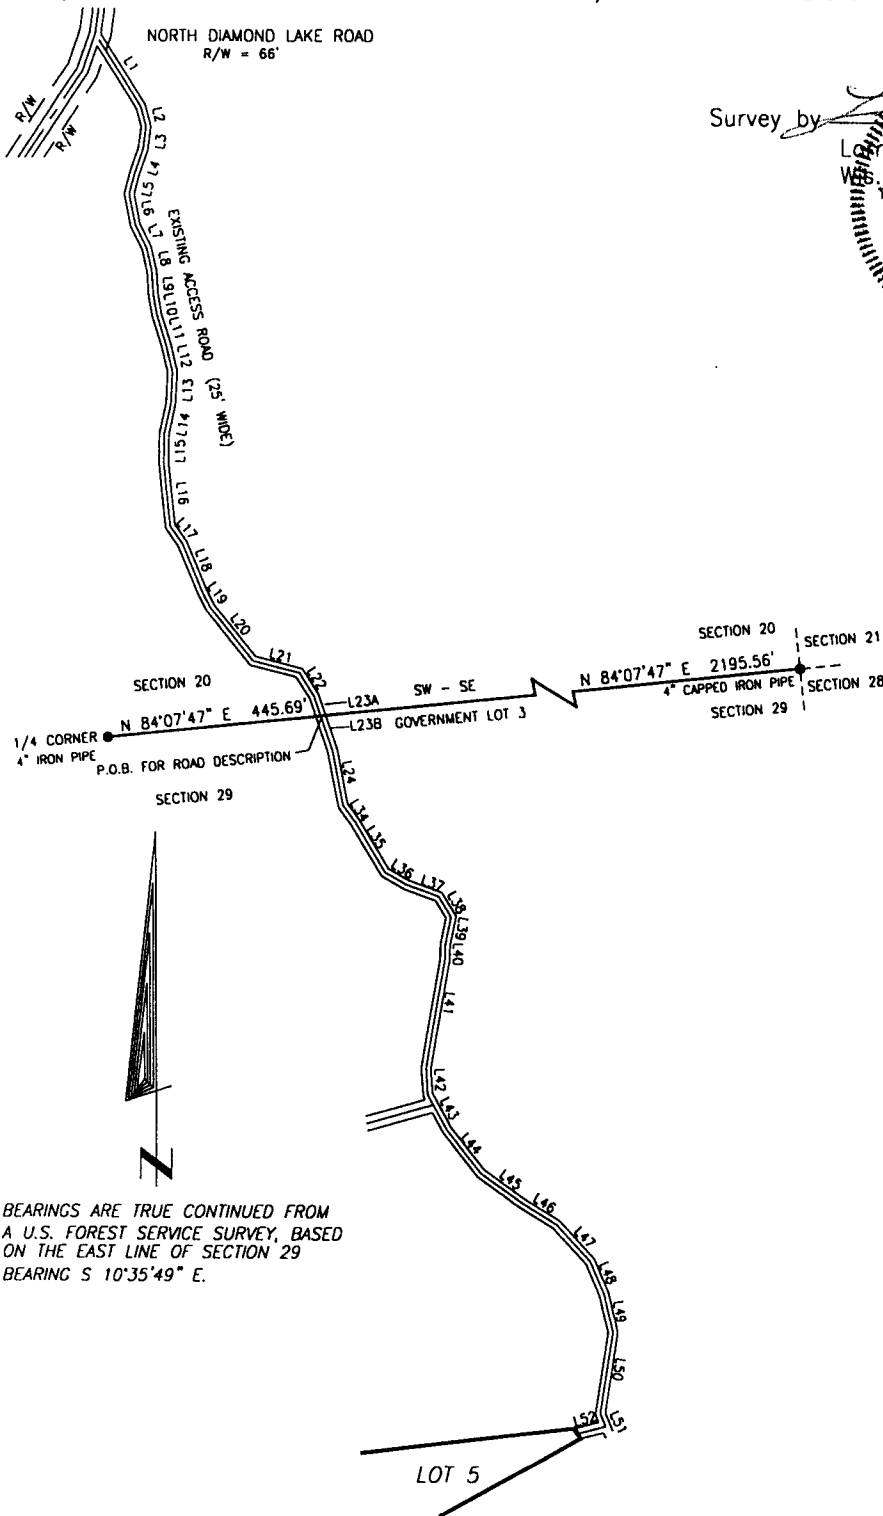 NORTH DIAMOND LAKE ROAD
R/W = 66'
R/W
R/W
Survey by
L1
L2
L3
L4
L5
L6
L7
L8
L9
L10
L11
L12
L13
L14
L15
L16
L17
L18
L19
L20
L21
L22
EXISTING ACCESS ROAD (25' WIDE)
SECTION 20
SECTION 21
N 84°07'47" E 2195.56'
4" CAPPED IRON PIPE
SECTION 28
SECTION 29
SECTION 20
L23A
SW - SE
N 84°07'47" E 445.69'
L23B GOVERNMENT LOT 3
1/4 CORNER
4" IRON PIPE
P.O.B. FOR ROAD DESCRIPTION
SECTION 29
L24
L34
L35
L36
L37
L38
L39
L40
L41
L42
L43
L44
L45
L46
L47
L48
L49
L50
L51
L52
N
BEARINGS ARE TRUE CONTINUED FROM
A U.S. FOREST SERVICE SURVEY, BASED
ON THE EAST LINE OF SECTION 29
BEARING S 10°35'49" E.
LOT 5